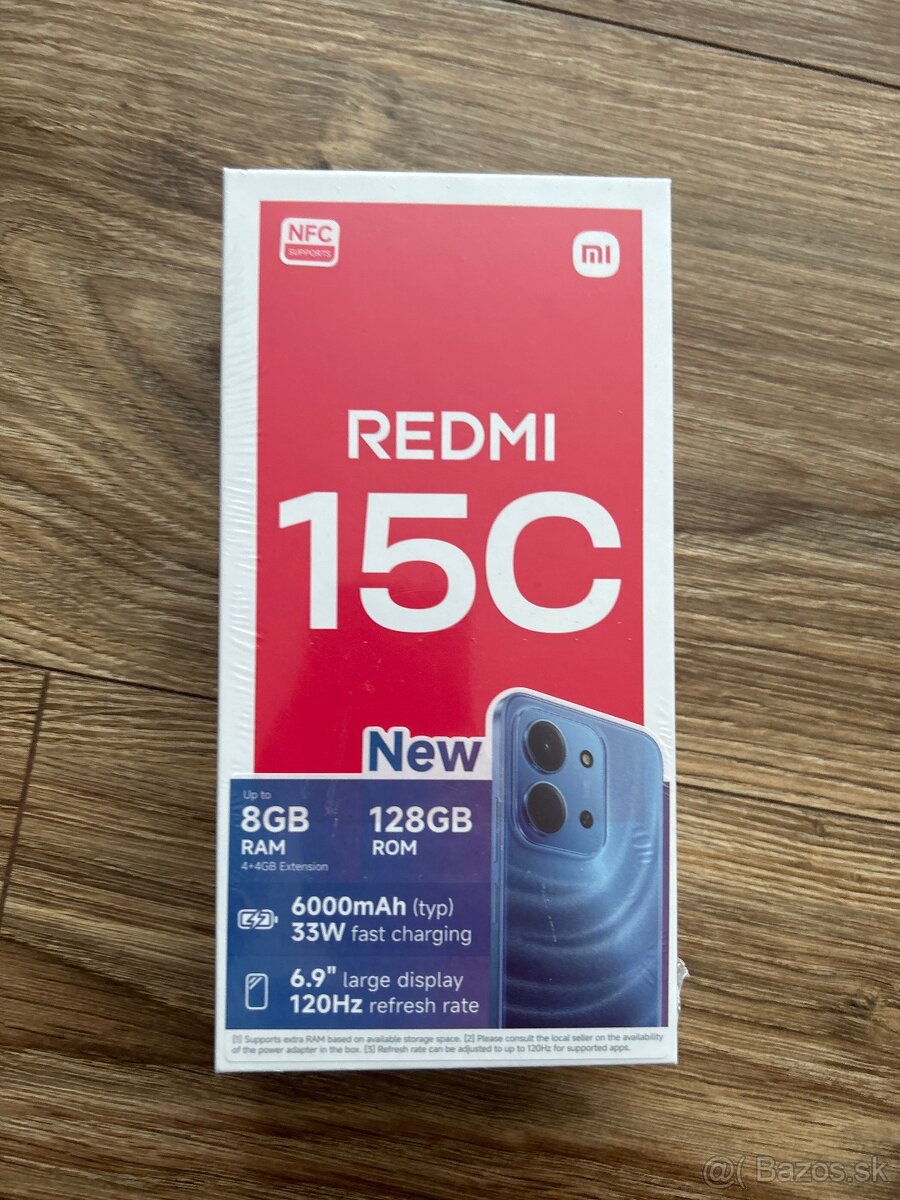 NFC
SUPPORTS
mi
REDMI
15C
New
Up to
8GB
RAM
4+4GB Extension
128GB
ROM
6000mAh (typ)
33W fast charging
6.9" large display
120Hz refresh rate
[1] Supports extra RAM based on available storage space. [2] Please consult the local seller on the availability
of the power adapter in the box. [3] Refresh rate can be adjusted to up to 120Hz for supported apps.
@( Bazos.sk